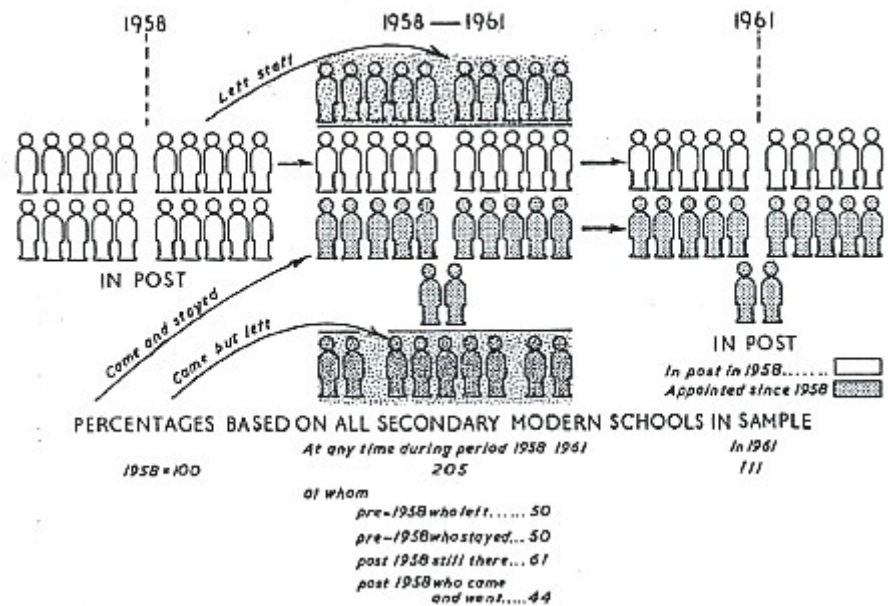 1958
1958 — 1961
1961
Left staff
IN POST
Came and stayed
Came but left
IN POST
In post in 1958.......
Appointed since 1958
PERCENTAGES BASED ON ALL SECONDARY MODERN SCHOOLS IN SAMPLE
At any time during period 1958 1961
In 1961
1958=100
205
111
of whom
pre-1958 who left......50
pre-1958 who stayed...50
post 1958 still there...61
post 1958 who came
and went.....44